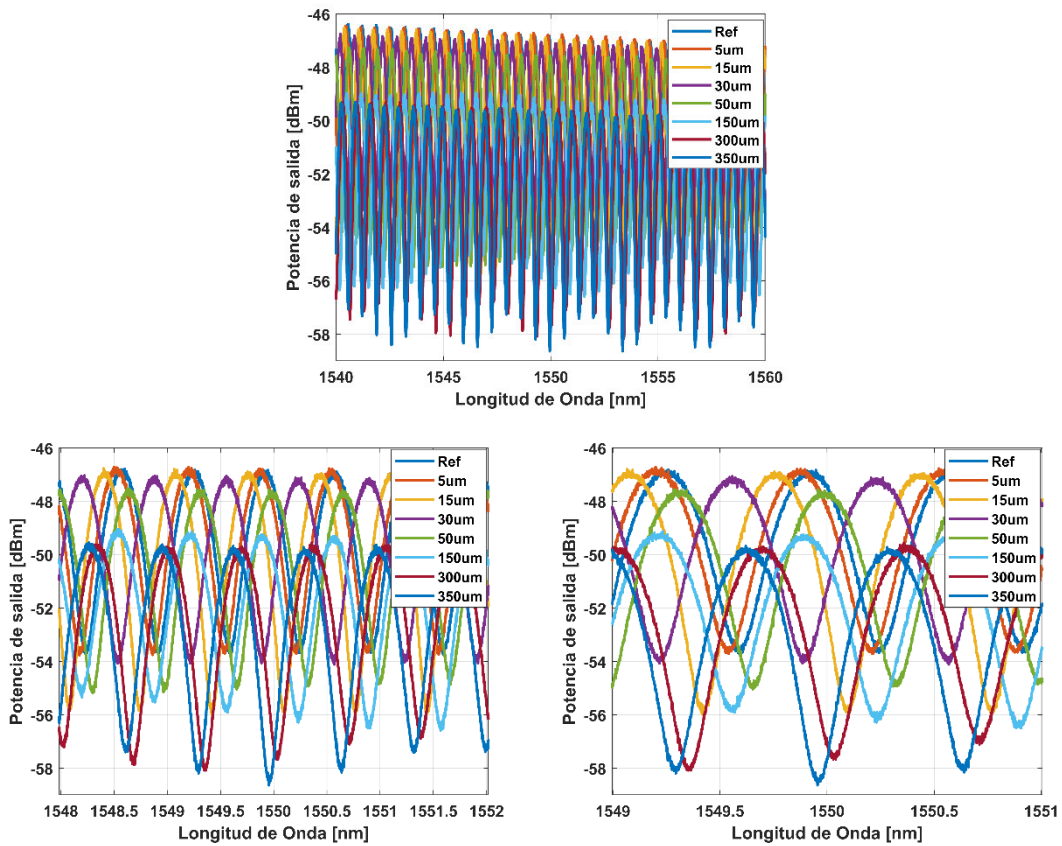 -46
-48
-50
-52
-54
-56
-58
Potencia de salida [dBm]
1540
1545
1550
1555
1560
Longitud de Onda [nm]
Ref
5um
15um
30um
50um
150um
300um
350um
-46
-48
-50
-52
-54
-56
-58
Potencia de salida [dBm]
1548
1548.5
1549
1549.5
1550
1550.5
1551
1551.5
1552
Longitud de Onda [nm]
Ref
5um
15um
30um
50um
150um
300um
350um
-46
-48
-50
-52
-54
-56
-58
Potencia de salida [dBm]
1549
1549.5
1550
1550.5
1551
Longitud de Onda [nm]
Ref
5um
15um
30um
50um
150um
300um
350um